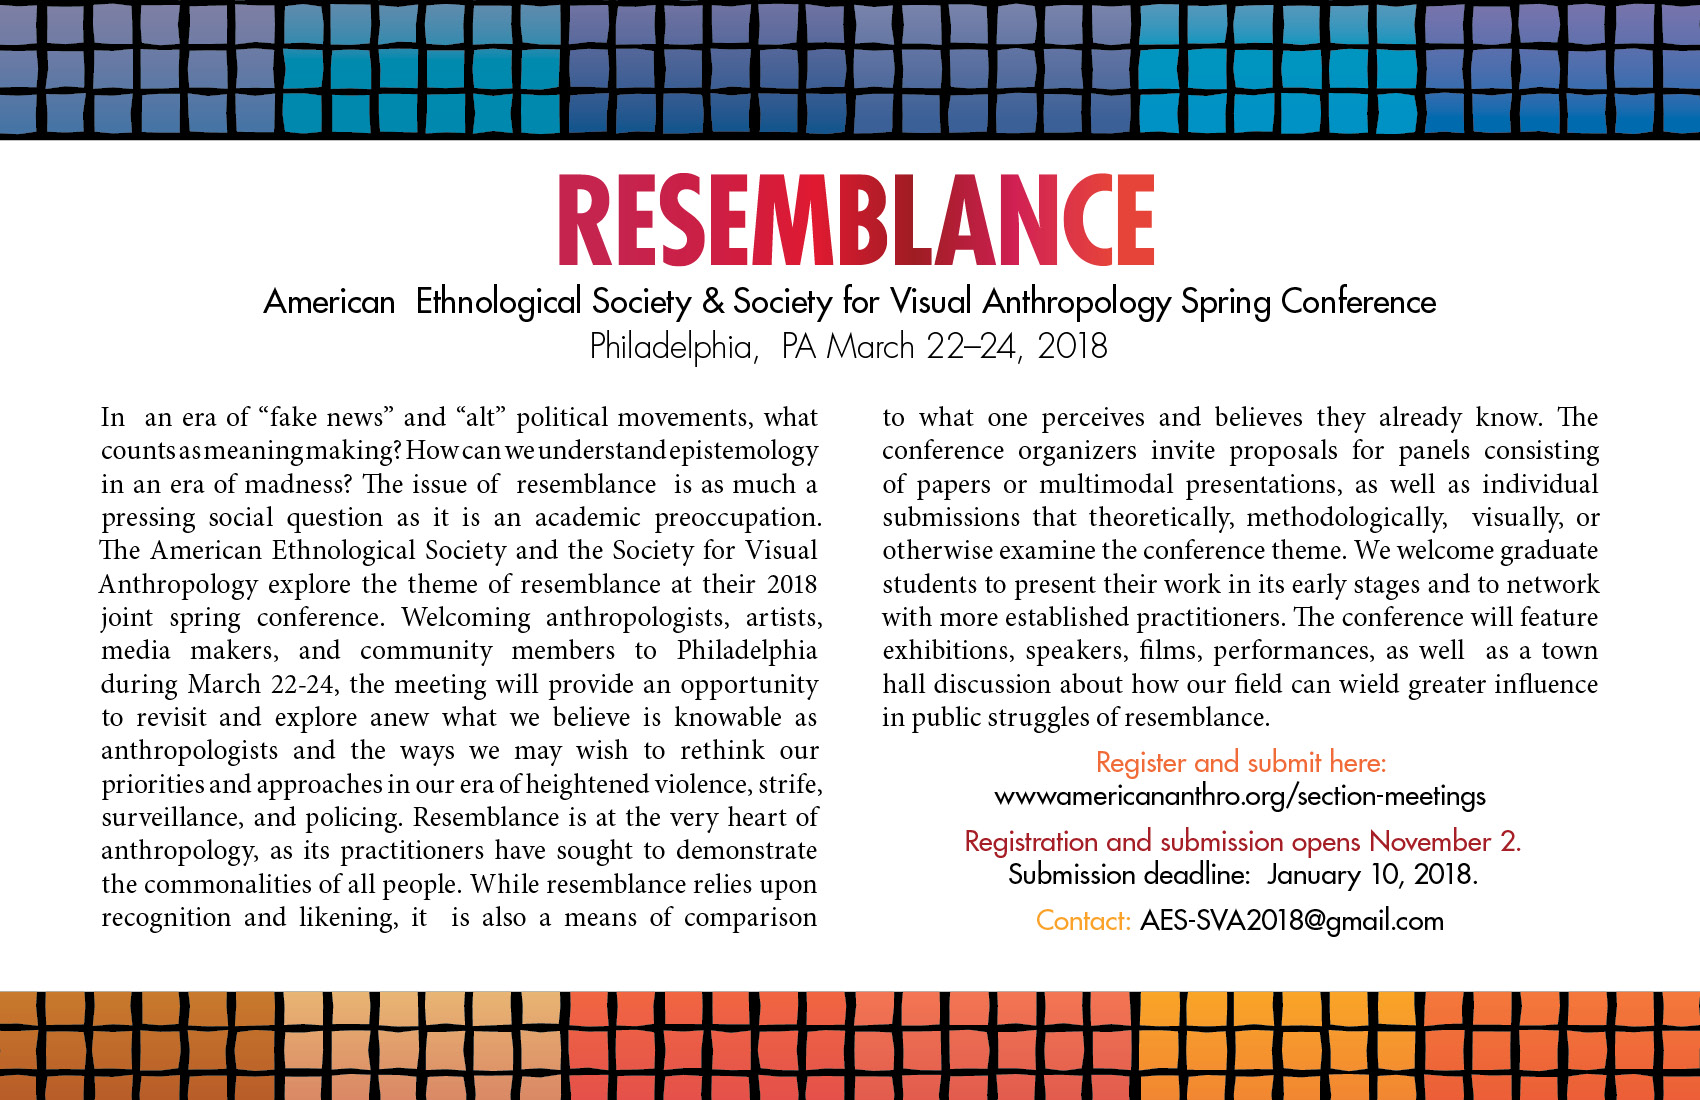 RESEMBLANCE
American Ethnological Society & Society for Visual Anthropology Spring Conference
Philadelphia, PA March 22–24, 2018
In an era of “fake news” and “alt” political movements, what
counts as meaning making? How can we understand epistemology
in an era of madness? The issue of resemblance is as much a
pressing social question as it is an academic preoccupation.
The American Ethnological Society and the Society for Visual
Anthropology explore the theme of resemblance at their 2018
joint spring conference. Welcoming anthropologists, artists,
media makers, and community members to Philadelphia
during March 22-24, the meeting will provide an opportunity
to revisit and explore anew what we believe is knowable as
anthropologists and the ways we may wish to rethink our
priorities and approaches in our era of heightened violence, strife,
surveillance, and policing. Resemblance is at the very heart of
anthropology, as its practitioners have sought to demonstrate
the commonalities of all people. While resemblance relies upon
recognition and likening, it is also a means of comparison
to what one perceives and believes they already know. The
conference organizers invite proposals for panels consisting
of papers or multimodal presentations, as well as individual
submissions that theoretically, methodologically, visually, or
otherwise examine the conference theme. We welcome graduate
students to present their work in its early stages and to network
with more established practitioners. The conference will feature
exhibitions, speakers, films, performances, as well as a town
hall discussion about how our field can wield greater influence
in public struggles of resemblance.
Register and submit here:
wwwamericananthro.org/section-meetings
Registration and submission opens November 2.
Submission deadline: January 10, 2018.
Contact: AES-SVA2018@gmail.com